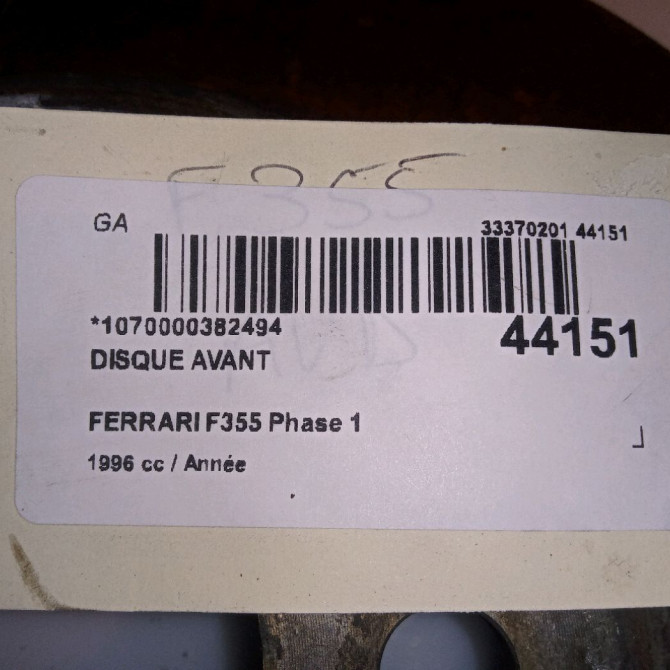 F355
GA
33370201 44151
*1070000382494
44151
DISQUE AVANT
FERRARI F355 Phase 1
1996 cc / Année